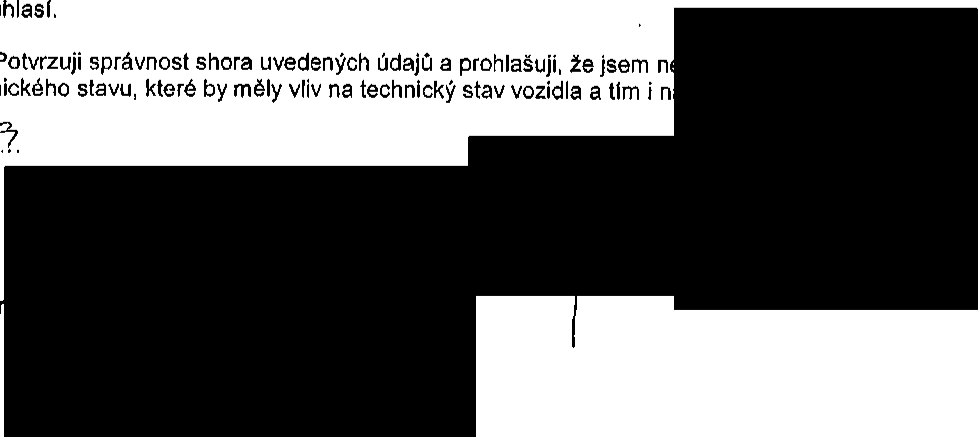 hlasí.
Potvrzuji správnost shora uvedených údajů a prohlašuji, že jsem ne
ického stavu, které by měly vliv na technický stav vozidla a tím i na